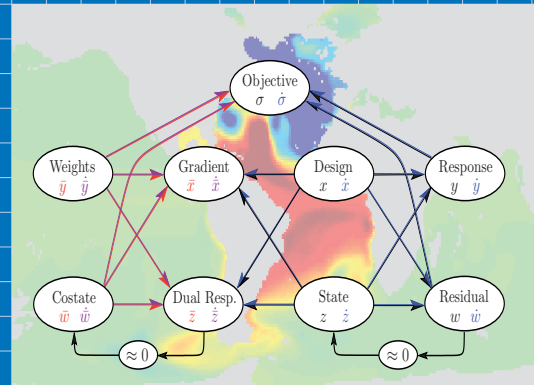 Objective
σ σ̇
Weights
ȳ ẏ̄
Gradient
x̄ ẋ̄
Design
x ẋ
Response
y ẏ
Costate
w̄ ẇ̄
Dual Resp.
z̄ ż̄
State
z ż
Residual
w ẇ
≈ 0
≈ 0